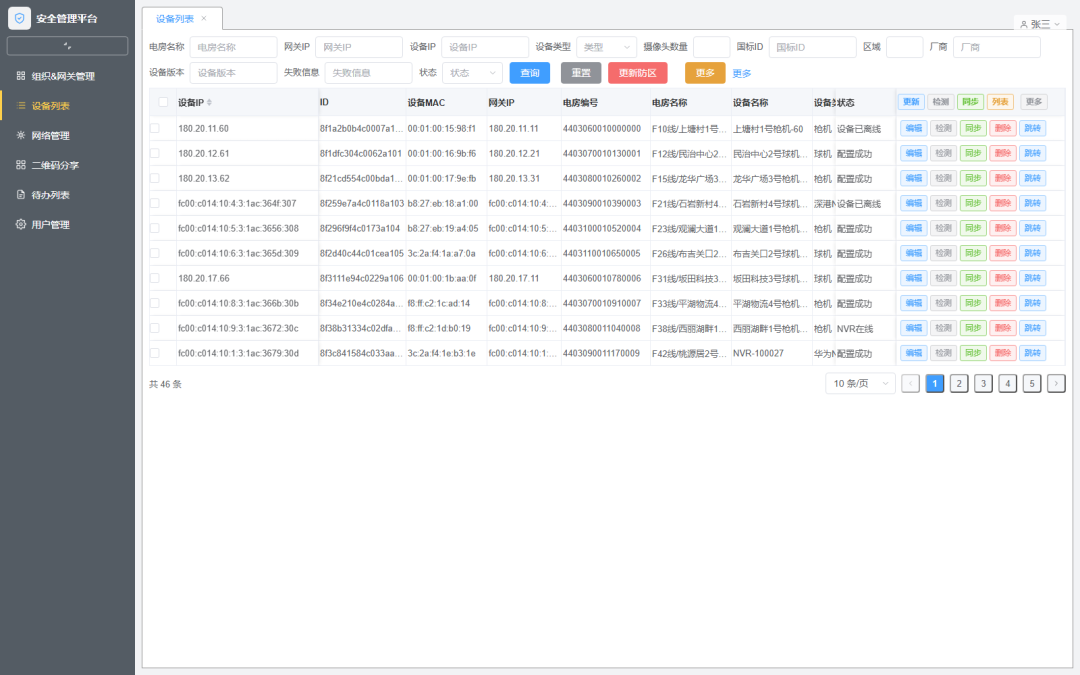 安全管理平台
组织&网关管理
设备列表
网络管理
二维码分享
待办列表
用户管理
设备列表 ×
张三
电房名称 电房名称 网关IP 网关IP 设备IP 设备IP 设备类型 类型 摄像头数量 国标ID 国标ID 区域 厂商 厂商
设备版本 设备版本 失败信息 失败信息 状态 状态 查询 重置 更新防区 更多 更多
设备IP ID 设备MAC 网关IP 电房编号 电房名称 设备名称 设备 状态 更新 检测 同步 列表 更多
180.20.11.60 8f1a2b0b4c0007a1... 00:01:00:15:98:f1 180.20.11.11 4403060010000000 F10线/上塘村1号... 上塘村1号枪机-60 枪机 设备已离线 编辑 检测 同步 删除 跳转
180.20.12.61 8f1dfc304c0062a101 00:01:00:16:9b:f6 180.20.12.21 4403070010130001 F12线/民治中心2... 民治中心2号球机... 球机 配置成功 编辑 检测 同步 删除 跳转
180.20.13.62 8f21cd554c00bda1... 00:01:00:17:9e:fb 180.20.13.31 4403080010260002 F15线/龙华广场3... 龙华广场3号枪机... 枪机 配置成功 编辑 检测 同步 删除 跳转
fc00:c014:10:4:3:1ac:364f:307 8f259e7a4c0118a103 b8:27:eb:18:a1:00 fc00:c014:10:4:... 4403090010390003 F21线/石岩新村4... 石岩新村4号球机... 深港 设备已离线 编辑 检测 同步 删除 跳转
fc00:c014:10:5:3:1ac:3656:308 8f296f9f4c0173a104 b8:27:eb:19:a4:05 fc00:c014:10:5:... 4403100010520004 F23线/观澜大道1... 观澜大道1号枪机... 枪机 配置成功 编辑 检测 同步 删除 跳转
fc00:c014:10:6:3:1ac:365d:309 8f2d40c44c01cea105 3c:2a:f4:1a:a7:0a fc00:c014:10:6:... 4403110010650005 F26线/布吉关口2... 布吉关口2号球机... 球机 配置成功 编辑 检测 同步 删除 跳转
180.20.17.66 8f3111e94c0229a106 00:01:00:1b:aa:0f 180.20.17.11 4403060010780006 F31线/坂田科技3... 坂田科技3号球机... 球机 配置成功 编辑 检测 同步 删除 跳转
fc00:c014:10:8:3:1ac:366b:30b 8f34e210e4c0284a... f8:ff:c2:1c:ad:14 fc00:c014:10:8:... 4403070010910007 F33线/平湖物流4... 平湖物流4号枪机... 枪机 配置成功 编辑 检测 同步 删除 跳转
fc00:c014:10:9:3:1ac:3672:30c 8f38b31334c02dfa... f8:ff:c2:1d:b0:19 fc00:c014:10:9:... 4403080011040008 F38线/西丽湖畔1... 西丽湖畔1号枪机... 枪机 NVR在线 编辑 检测 同步 删除 跳转
fc00:c014:10:1:3:1ac:3679:30d 8f3c841584c033aa... 3c:2a:f4:1e:b3:1e fc00:c014:10:1:... 4403090011170009 F42线/桃源居2号... NVR-100027 华为 配置成功 编辑 检测 同步 删除 跳转
共 46 条 10 条/页 1 2 3 4 5